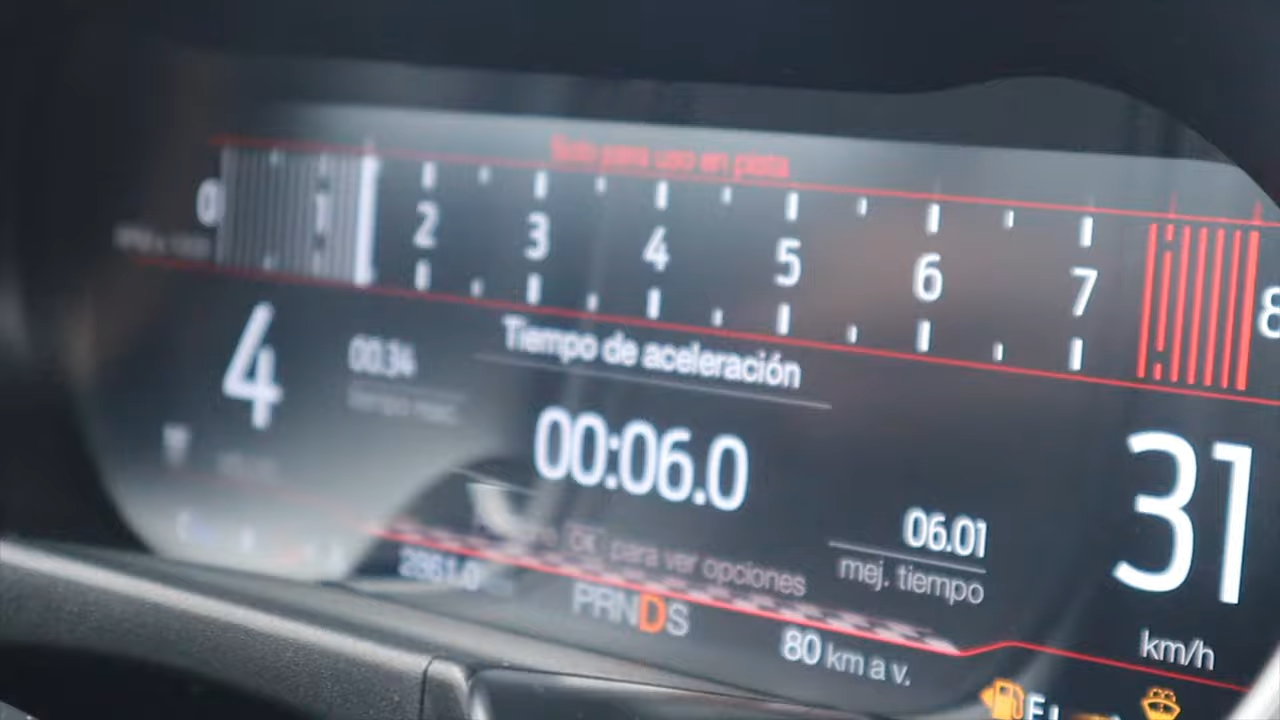 Solo para uso en pista
0 1 2 3 4 5 6 7 8
Tiempo de aceleración
4
00:34
00:06.0
31
06.01
mej. tiempo
OK para ver opciones
PRNDS
80 km a v.
km/h
E